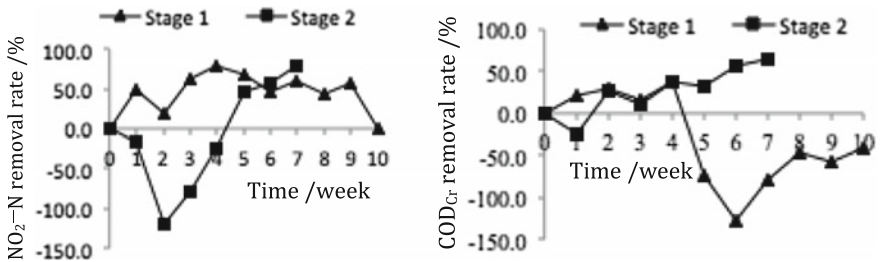 Stage 1 Stage 2
NO₂—N removal rate /%
100.0
50.0
0.0
-50.0
-100.0
-150.0
0 1 2 3 4 5 6 7 8 9 10
Time /week
Stage 1 Stage 2
COD_Cr removal rate /%
100.0
50.0
0.0
-50.0
-100.0
-150.0
0 1 2 3 4 5 6 7 8 9 10
Time /week